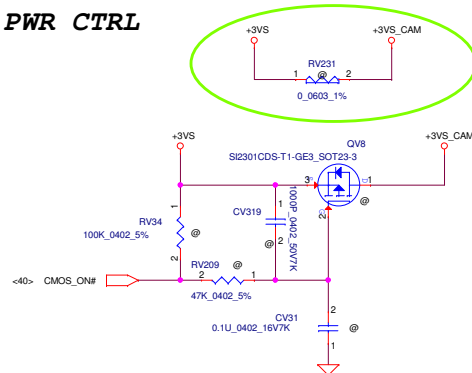 PWR CTRL
+3VS +3VS_CAM
RV231
1 @ 2
0_0603_1%
+3VS QV8 +3VS_CAM
SI2301CDS-T1-GE3_SOT23-3
3 S D 1
1 CV319 1 1000P_0402_50V7K 2 G @
RV34
100K_0402_5% @
2 @ 2
RV209 @
<40> CMOS_ON# 2 1
47K_0402_5%
CV31 2
0.1U_0402_16V7K @
1